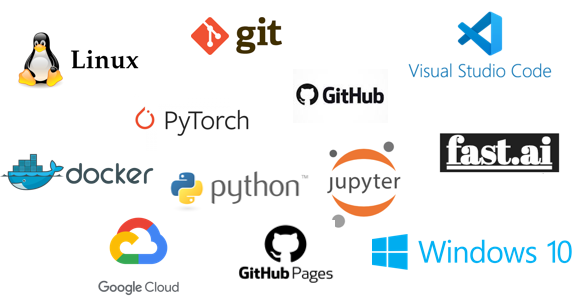 Linux
git
Visual Studio Code
GitHub
PyTorch
fast.ai
docker
python™
jupyter
Google Cloud
GitHub Pages
Windows 10